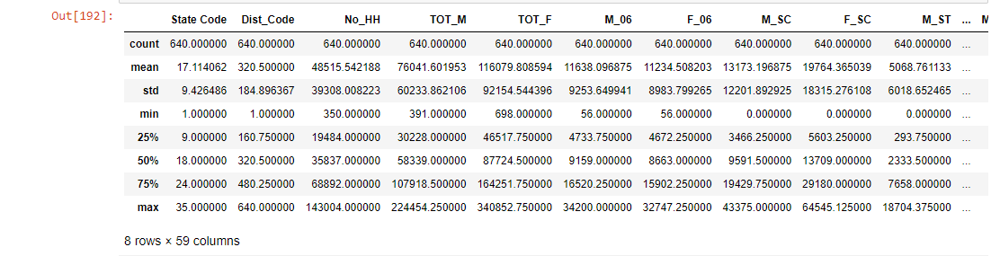 Out[192]:
State Code Dist_Code No_HH TOT_M TOT_F M_06 F_06 M_SC F_SC M_ST ... M
count 640.000000 640.000000 640.000000 640.000000 640.000000 640.000000 640.000000 640.000000 640.000000 640.000000 ...
mean 17.114062 320.500000 48515.542188 76041.601953 116079.808594 11638.096875 11234.508203 13173.196875 19764.365039 5068.761133 ...
std 9.426486 184.896367 39308.008223 60233.862106 92154.544396 9253.649941 8983.799265 12201.892925 18315.276108 6018.652465 ...
min 1.000000 1.000000 350.000000 391.000000 698.000000 56.000000 56.000000 0.000000 0.000000 0.000000 ...
25% 9.000000 160.750000 19484.000000 30228.000000 46517.750000 4733.750000 4672.250000 3466.250000 5603.250000 293.750000 ...
50% 18.000000 320.500000 35837.000000 58339.000000 87724.500000 9159.000000 8663.000000 9591.500000 13709.000000 2333.500000 ...
75% 24.000000 480.250000 68892.000000 107918.500000 164251.750000 16520.250000 15902.250000 19429.750000 29180.000000 7658.000000 ...
max 35.000000 640.000000 143004.000000 224454.250000 340852.750000 34200.000000 32747.250000 43375.000000 64545.125000 18704.375000 ...
8 rows × 59 columns